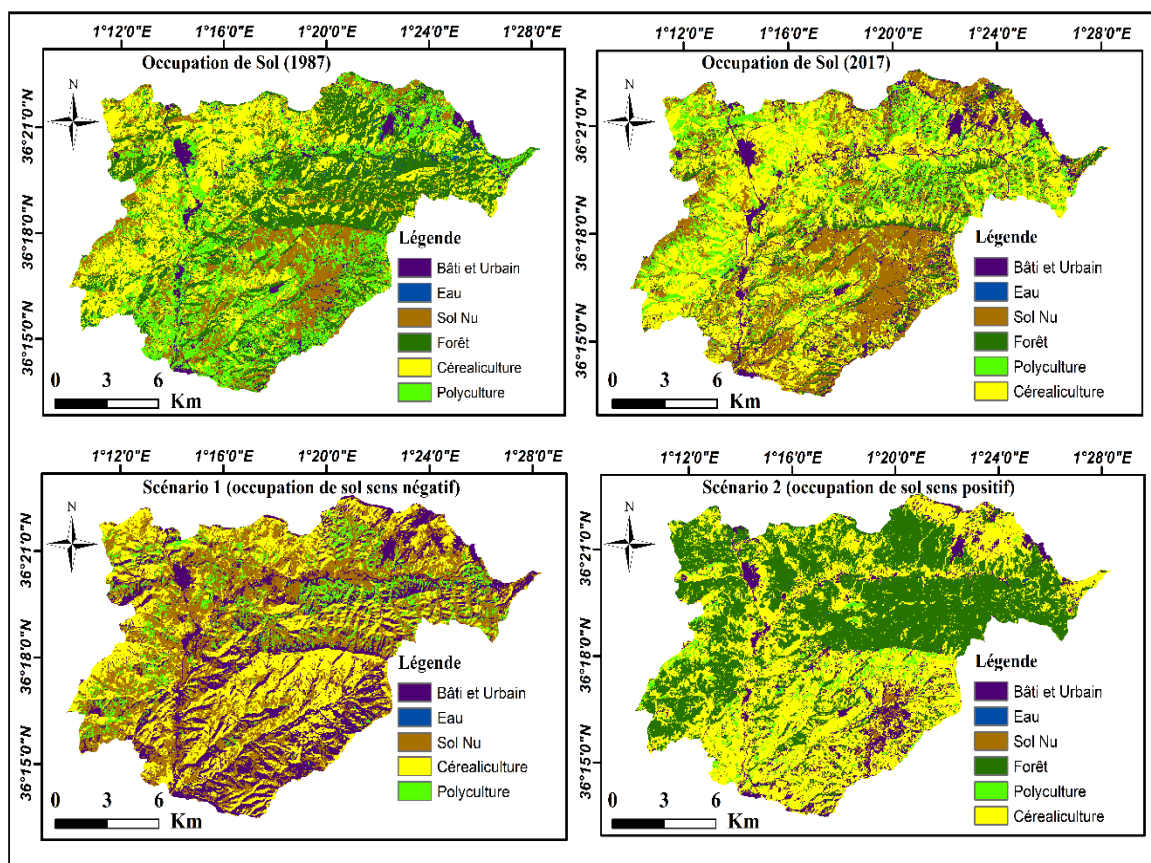 1°12'0"E 1°16'0"E 1°20'0"E 1°24'0"E 1°28'0"E
Occupation de Sol (1987)
N
36°21'0"N
36°18'0"N
36°15'0"N
Légende
Bâti et Urbain
Eau
Sol Nu
Forêt
Céréaliculture
Polyculture
0 3 6
Km
1°12'0"E 1°16'0"E 1°20'0"E 1°24'0"E 1°28'0"E
Occupation de Sol (2017)
N
36°21'0"N
36°18'0"N
36°15'0"N
Légende
Bâti et Urbain
Eau
Sol Nu
Forêt
Polyculture
Céréaliculture
0 3 6
Km
1°12'0"E 1°16'0"E 1°20'0"E 1°24'0"E 1°28'0"E
Scénario 1 (occupation de sol sens négatif)
N
36°21'0"N
36°18'0"N
36°15'0"N
Légende
Bâti et Urbain
Eau
Sol Nu
Céréaliculture
Polyculture
0 3 6
Km
1°12'0"E 1°16'0"E 1°20'0"E 1°24'0"E 1°28'0"E
Scénario 2 (occupation de sol sens positif)
N
36°21'0"N
36°18'0"N
36°15'0"N
Légende
Bâti et Urbain
Eau
Sol Nu
Forêt
Polyculture
Céréaliculture
0 3 6
Km